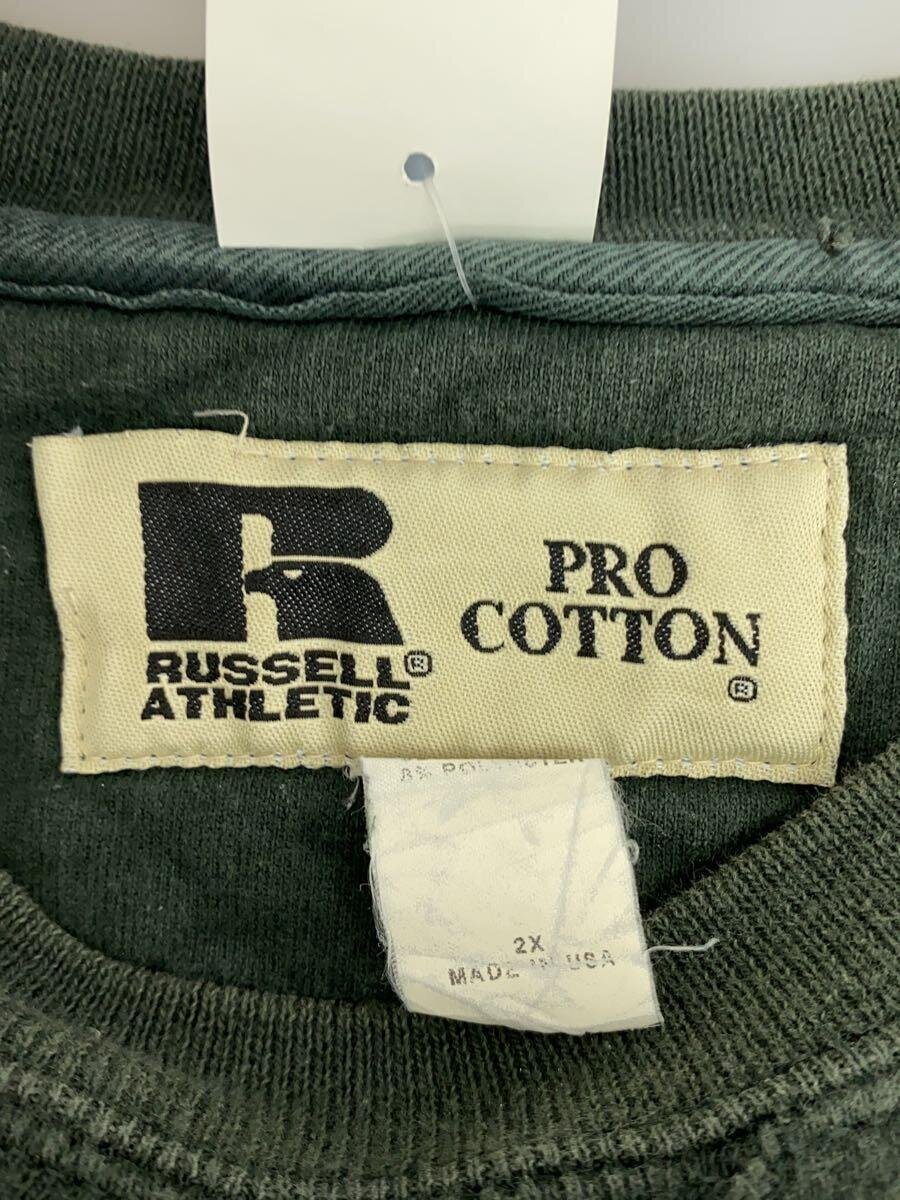 RUSSELL®
ATHLETIC
PRO
COTTON
®
2X
MADE IN USA